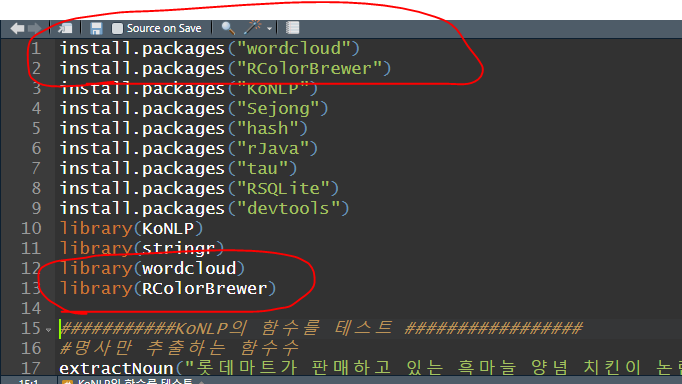 Source on Save
1 install.packages("wordcloud")
2 install.packages("RColorBrewer")
3 install.packages("KoNLP")
4 install.packages("Sejong")
5 install.packages("hash")
6 install.packages("rJava")
7 install.packages("tau")
8 install.packages("RSQLite")
9 install.packages("devtools")
10 library(KoNLP)
11 library(stringr)
12 library(wordcloud)
13 library(RColorBrewer)
14
15 ###########KoNLP의 함수를 테스트 #################
16 #명사만 추출하는 함수수
17 extractNoun("롯데마트가 판매하고 있는 흑마늘 양념 치킨이 논란
15:1 KoNLP의 함수를 테스트